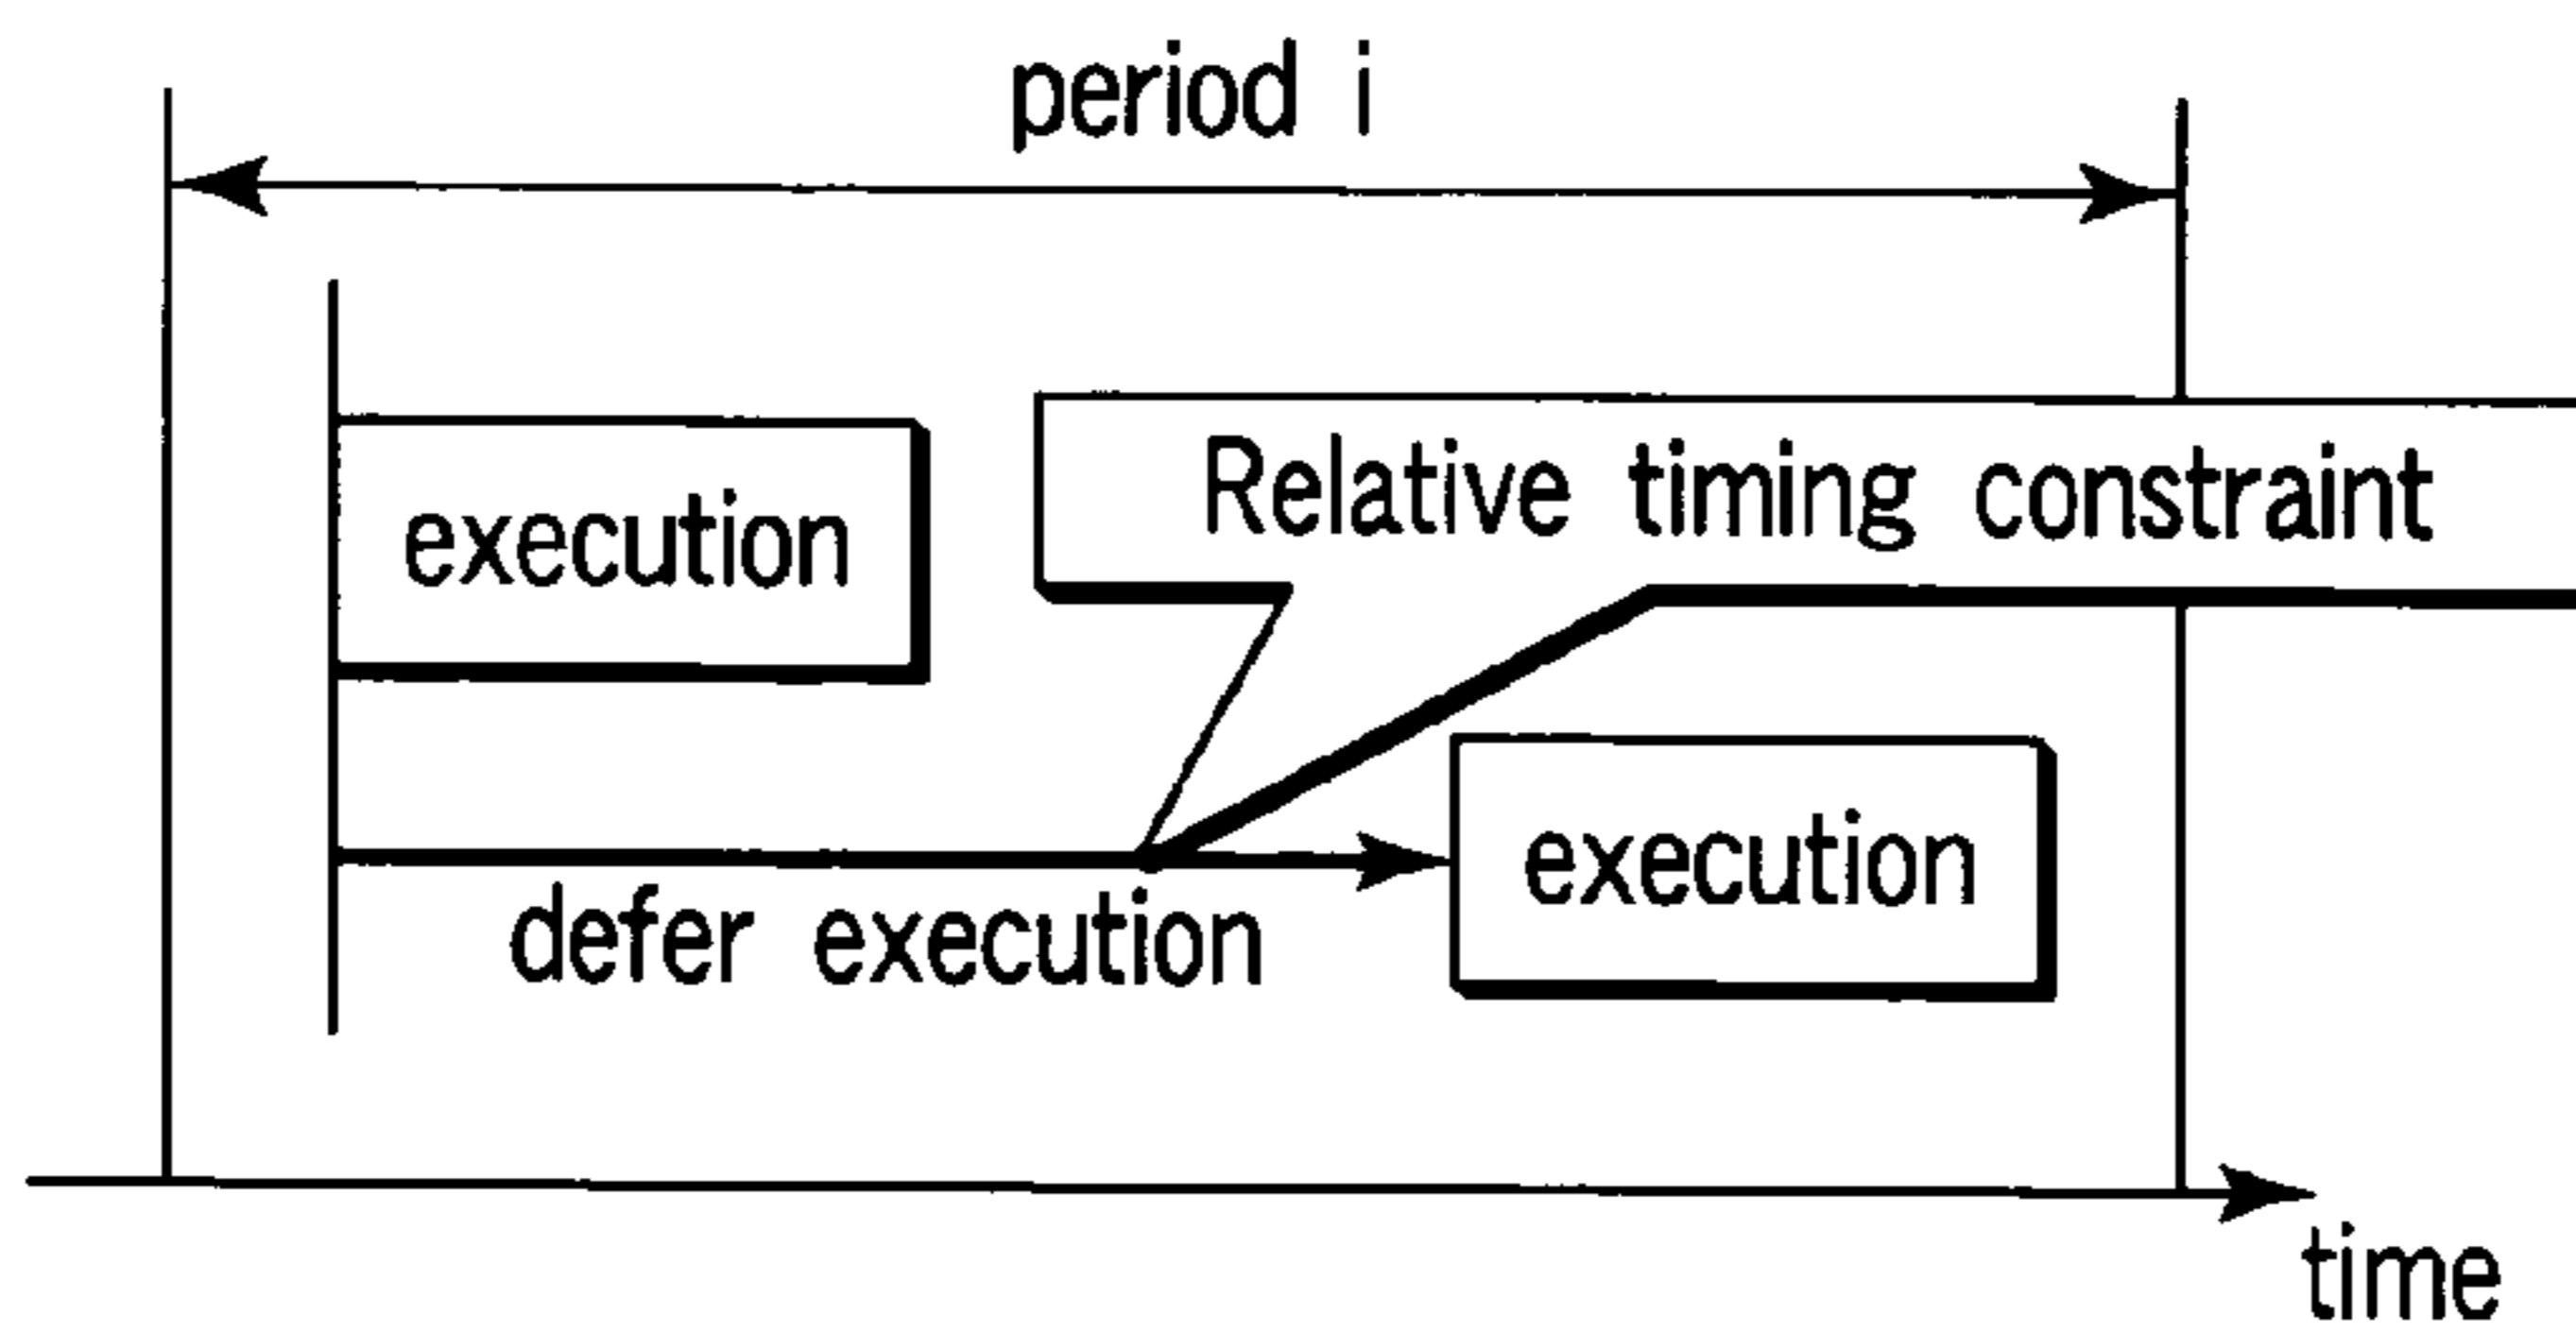 period i
execution
Relative timing constraint
execution
defer execution
time